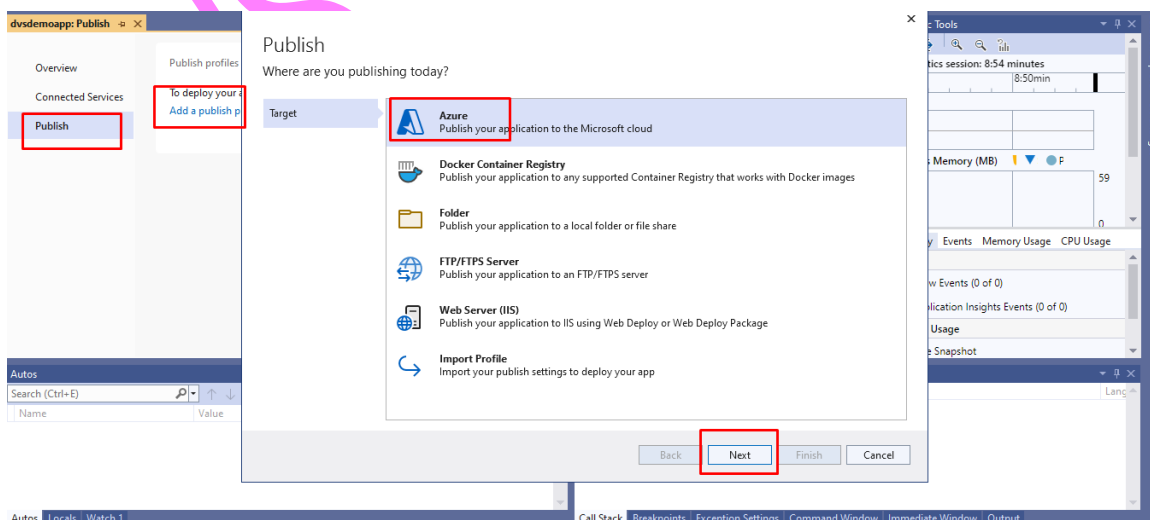 dvsdemoapp: Publish
Overview
Connected Services
Publish
Publish profiles
To deploy your
Add a publish
Publish
Where are you publishing today?
Target
Azure
Publish your application to the Microsoft cloud
Docker Container Registry
Publish your application to any supported Container Registry that works with Docker images
Folder
Publish your application to a local folder or file share
FTP/FTPS Server
Publish your application to an FTP/FTPS server
Web Server (IIS)
Publish your application to IIS using Web Deploy or Web Deploy Package
Import Profile
Import your publish settings to deploy your app
Back
Next
Finish
Cancel
Tools
session: 8:54 minutes
8:50min
Memory (MB)
P
59
0
Events
Memory Usage
CPU Usage
Events (0 of 0)
Insights Events (0 of 0)
Usage
Snapshot
Autos
Search (Ctrl+E)
Name
Value
Lang
Autos
Locals
Watch 1
Call Stack
Breakpoints
Exception Settings
Command Window
Immediate Window
Output